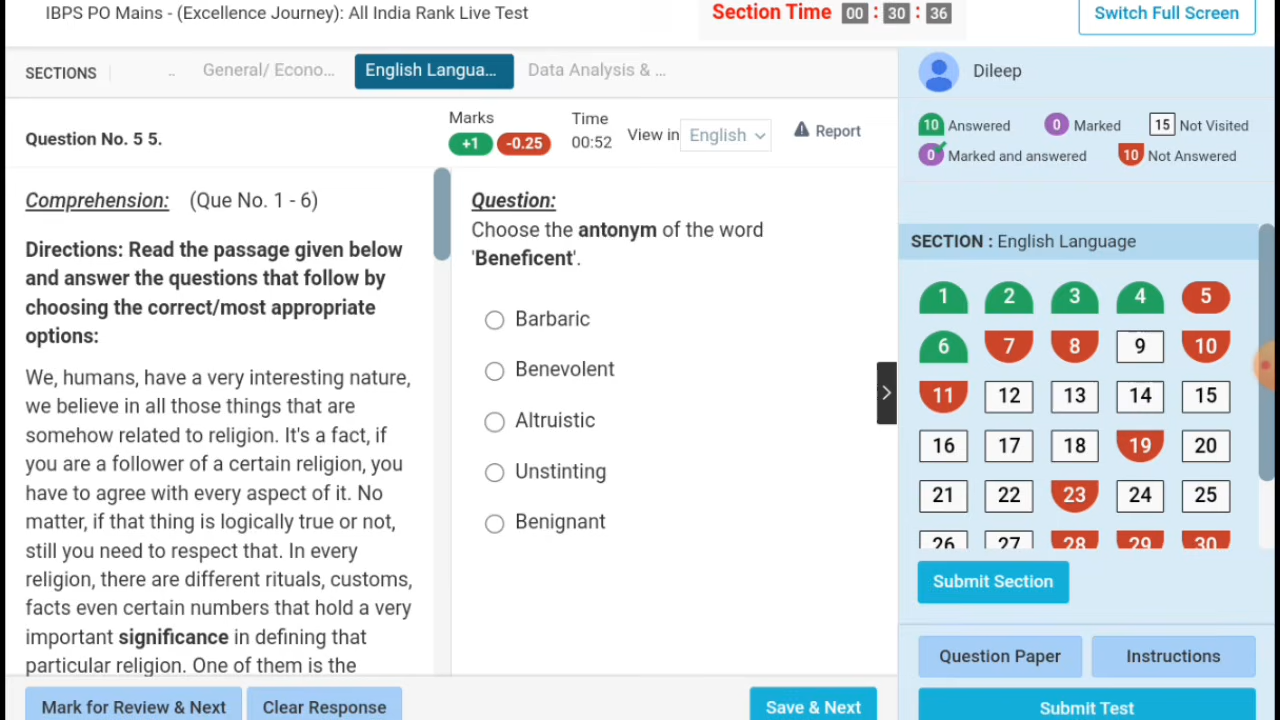 IBPS PO Mains - (Excellence Journey): All India Rank Live Test
Section Time 00 : 30 : 36
Switch Full Screen
SECTIONS
..
General/ Econo...
English Langua...
Data Analysis & ...
Dileep
Question No. 5 5.
Marks
+1 -0.25
Time
00:52
View in English
Report
10 Answered
0 Marked
15 Not Visited
0 Marked and answered
10 Not Answered
Comprehension: (Que No. 1 - 6)
Directions: Read the passage given below
and answer the questions that follow by
choosing the correct/most appropriate
options:
We, humans, have a very interesting nature,
we believe in all those things that are
somehow related to religion. It's a fact, if
you are a follower of a certain religion, you
have to agree with every aspect of it. No
matter, if that thing is logically true or not,
still you need to respect that. In every
religion, there are different rituals, customs,
facts even certain numbers that hold a very
important significance in defining that
particular religion. One of them is the
Question:
Choose the antonym of the word
'Beneficent'.
Barbaric
Benevolent
Altruistic
Unstinting
Benignant
SECTION : English Language
1 2 3 4 5
6 7 8 9 10
11 12 13 14 15
16 17 18 19 20
21 22 23 24 25
26 27 28 29 30
Submit Section
Question Paper
Instructions
Mark for Review & Next
Clear Response
Save & Next
Submit Test